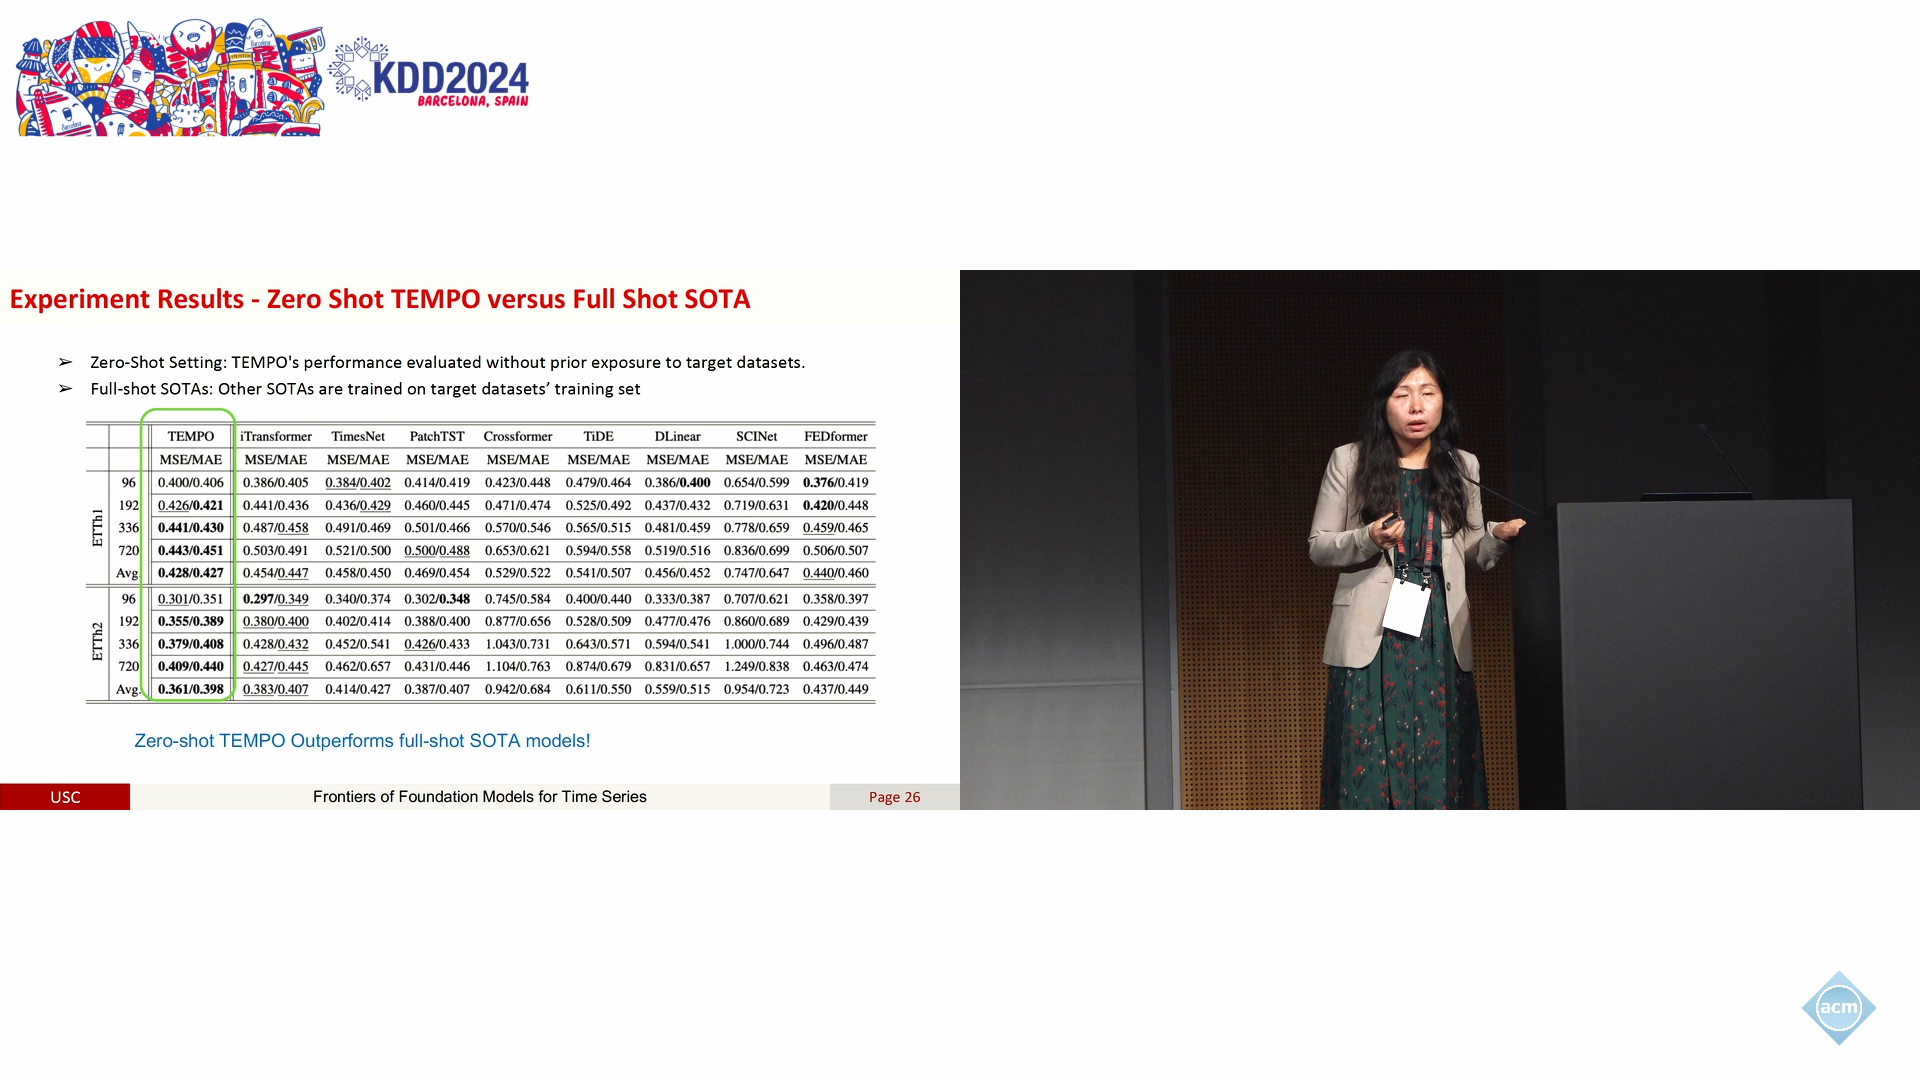 KDD2024
BARCELONA, SPAIN
Experiment Results - Zero Shot TEMPO versus Full Shot SOTA
➢ Zero-Shot Setting: TEMPO's performance evaluated without prior exposure to target datasets.
➢ Full-shot SOTAs: Other SOTAs are trained on target datasets’ training set
TEMPO iTransformer TimesNet PatchTST Crossformer TiDE DLinear SCINet FEDformer
MSE/MAE MSE/MAE MSE/MAE MSE/MAE MSE/MAE MSE/MAE MSE/MAE MSE/MAE MSE/MAE
ETTh1
96 0.400/0.406 0.386/0.405 0.384/0.402 0.414/0.419 0.423/0.448 0.479/0.464 0.386/0.400 0.654/0.599 0.376/0.419
192 0.426/0.421 0.441/0.436 0.436/0.429 0.460/0.445 0.471/0.474 0.525/0.492 0.437/0.432 0.719/0.631 0.420/0.448
336 0.441/0.430 0.487/0.458 0.491/0.469 0.501/0.466 0.570/0.546 0.565/0.515 0.481/0.459 0.778/0.659 0.459/0.465
720 0.443/0.451 0.503/0.491 0.521/0.500 0.500/0.488 0.653/0.621 0.594/0.558 0.519/0.516 0.836/0.699 0.506/0.507
Avg. 0.428/0.427 0.454/0.447 0.458/0.450 0.469/0.454 0.529/0.522 0.541/0.507 0.456/0.452 0.747/0.647 0.440/0.460
ETTh2
96 0.301/0.351 0.297/0.349 0.340/0.374 0.302/0.348 0.745/0.584 0.400/0.440 0.333/0.387 0.707/0.621 0.358/0.397
192 0.355/0.389 0.380/0.400 0.402/0.414 0.388/0.400 0.877/0.656 0.528/0.509 0.477/0.476 0.860/0.689 0.429/0.439
336 0.379/0.408 0.428/0.432 0.452/0.541 0.426/0.433 1.043/0.731 0.643/0.571 0.594/0.541 1.000/0.744 0.496/0.487
720 0.409/0.440 0.427/0.445 0.462/0.657 0.431/0.446 1.104/0.763 0.874/0.679 0.831/0.657 1.249/0.838 0.463/0.474
Avg. 0.361/0.398 0.383/0.407 0.414/0.427 0.387/0.407 0.942/0.684 0.611/0.550 0.559/0.515 0.954/0.723 0.437/0.449
Zero-shot TEMPO Outperforms full-shot SOTA models!
USC Frontiers of Foundation Models for Time Series Page 26
acm